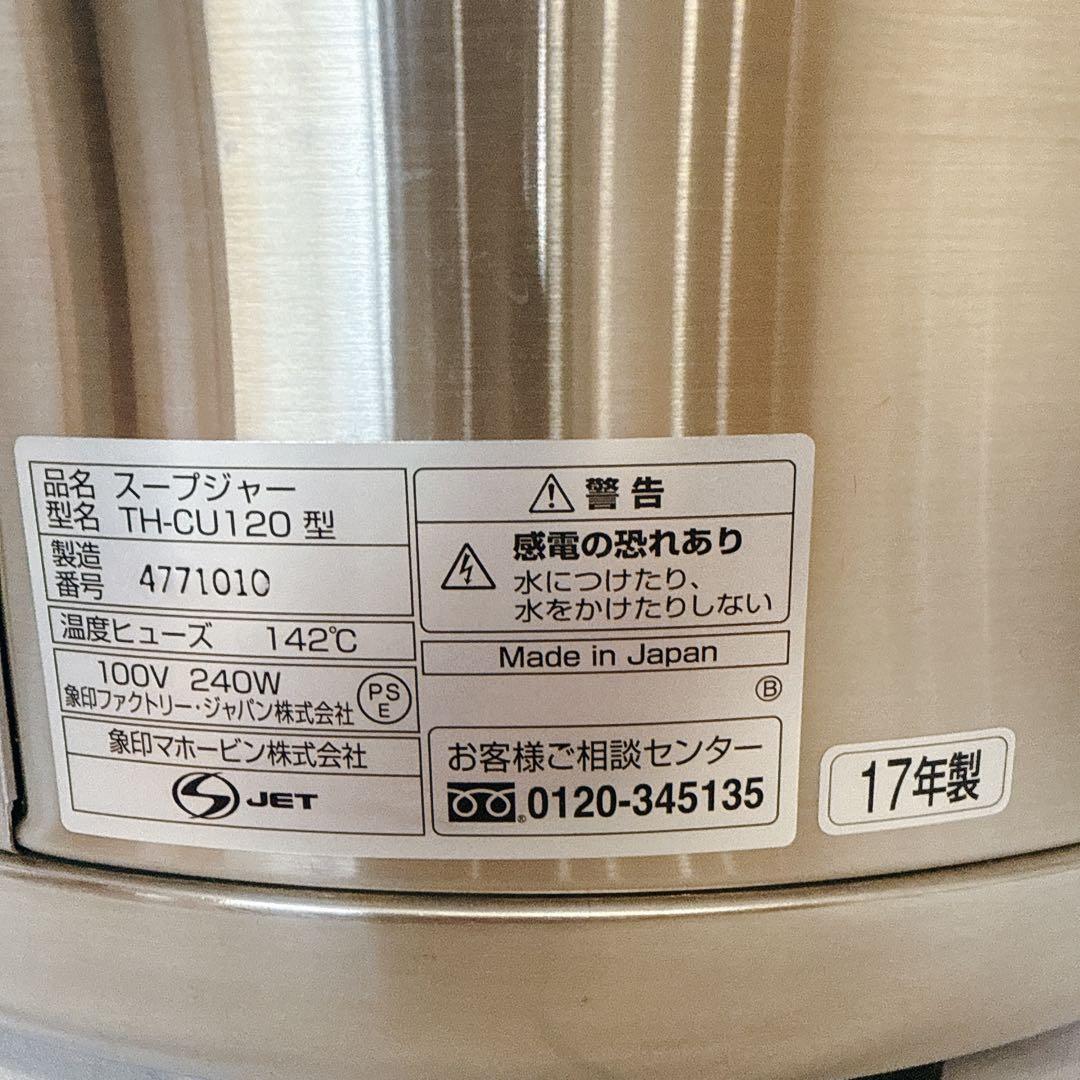 品名 スープジャー
型名 TH-CU120 型
製造
番号 4771010
温度ヒューズ 142℃
100V 240W
象印ファクトリー・ジャパン株式会社
PS
E
象印マホービン株式会社
S JET
警告
感電の恐れあり
水につけたり、
水をかけたりしない
Made in Japan
Ⓑ
お客様ご相談センター
® 0120-345135
17年製